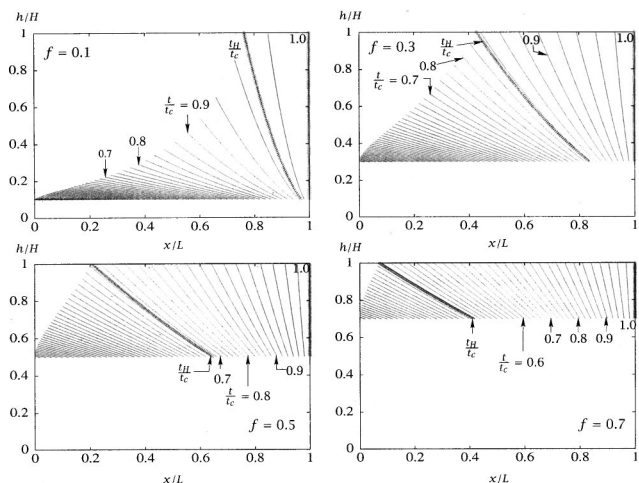 h/H
1
0.8
0.6
0.4
0.2
0
f = 0.1
t_H/t_c
1.0
t/t_c = 0.9
0.8
0.7
0 0.2 0.4 0.6 0.8 1
x/L
h/H
1
0.8
0.6
0.4
0.2
0
f = 0.3
t_H/t_c
0.9
1.0
0.8
t/t_c = 0.7
0 0.2 0.4 0.6 0.8 1
x/L
h/H
1
0.8
0.6
0.4
0.2
0
1.0
t_H/t_c
0.7
t/t_c = 0.8
0.9
f = 0.5
0 0.2 0.4 0.6 0.8 1
x/L
h/H
1
0.8
0.6
0.4
0.2
0
t_H/t_c
t/t_c = 0.6
0.7
0.8
0.9
1.0
f = 0.7
0 0.2 0.4 0.6 0.8 1
x/L